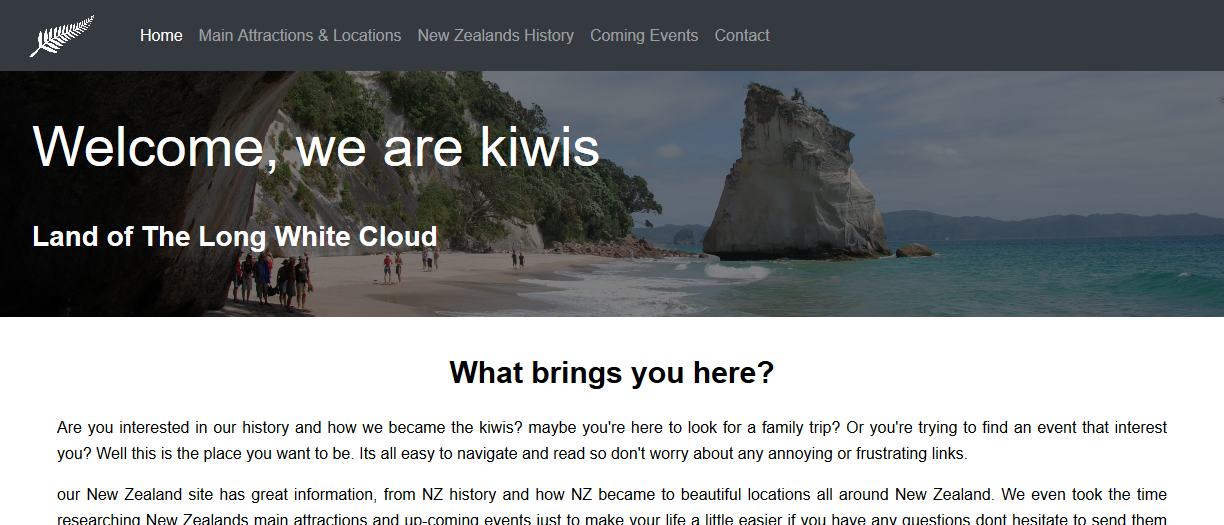 Home Main Attractions & Locations New Zealands History Coming Events Contact
Welcome, we are kiwis
Land of The Long White Cloud
What brings you here?
Are you interested in our history and how we became the kiwis? maybe you're here to look for a family trip? Or you're trying to find an event that interest
you? Well this is the place you want to be. Its all easy to navigate and read so don't worry about any annoying or frustrating links.
our New Zealand site has great information, from NZ history and how NZ became to beautiful locations all around New Zealand. We even took the time
researching New Zealands main attractions and up-coming events just to make your life a little easier if you have any questions dont hesitate to send them